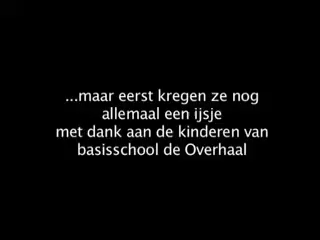 ...maar eerst kregen ze nog
allemaal een ijsje
met dank aan de kinderen van
basisschool de Overhaal